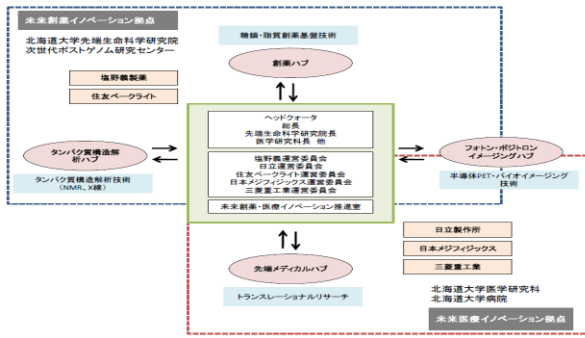 未来創薬イノベーション拠点
北海道大学先端生命科学研究院
次世代ポストゲノム研究センター
塩野義製薬
住友ベークライト
糖鎖・脂質創薬基盤技術
創薬ハブ
ヘッドクォータ
総長
先端生命科学研究院長
医学研究科長 他
塩野義運営委員会
日立運営委員会
住友ベークライト運営委員会
日本メジフィジックス運営委員会
三菱重工業運営委員会
未来創薬・医療イノベーション推進室
タンパク質構造解
析ハブ
タンパク質構造解析技術
(NMR、X線)
フォトン・ポジトロン
イメージングハブ
半導体PET・バイオイメージング
技術
先端メディカルハブ
トランスレーショナルリサーチ
日立製作所
日本メジフィジックス
三菱重工業
北海道大学医学研究科
北海道大学病院
未来医療イノベーション拠点